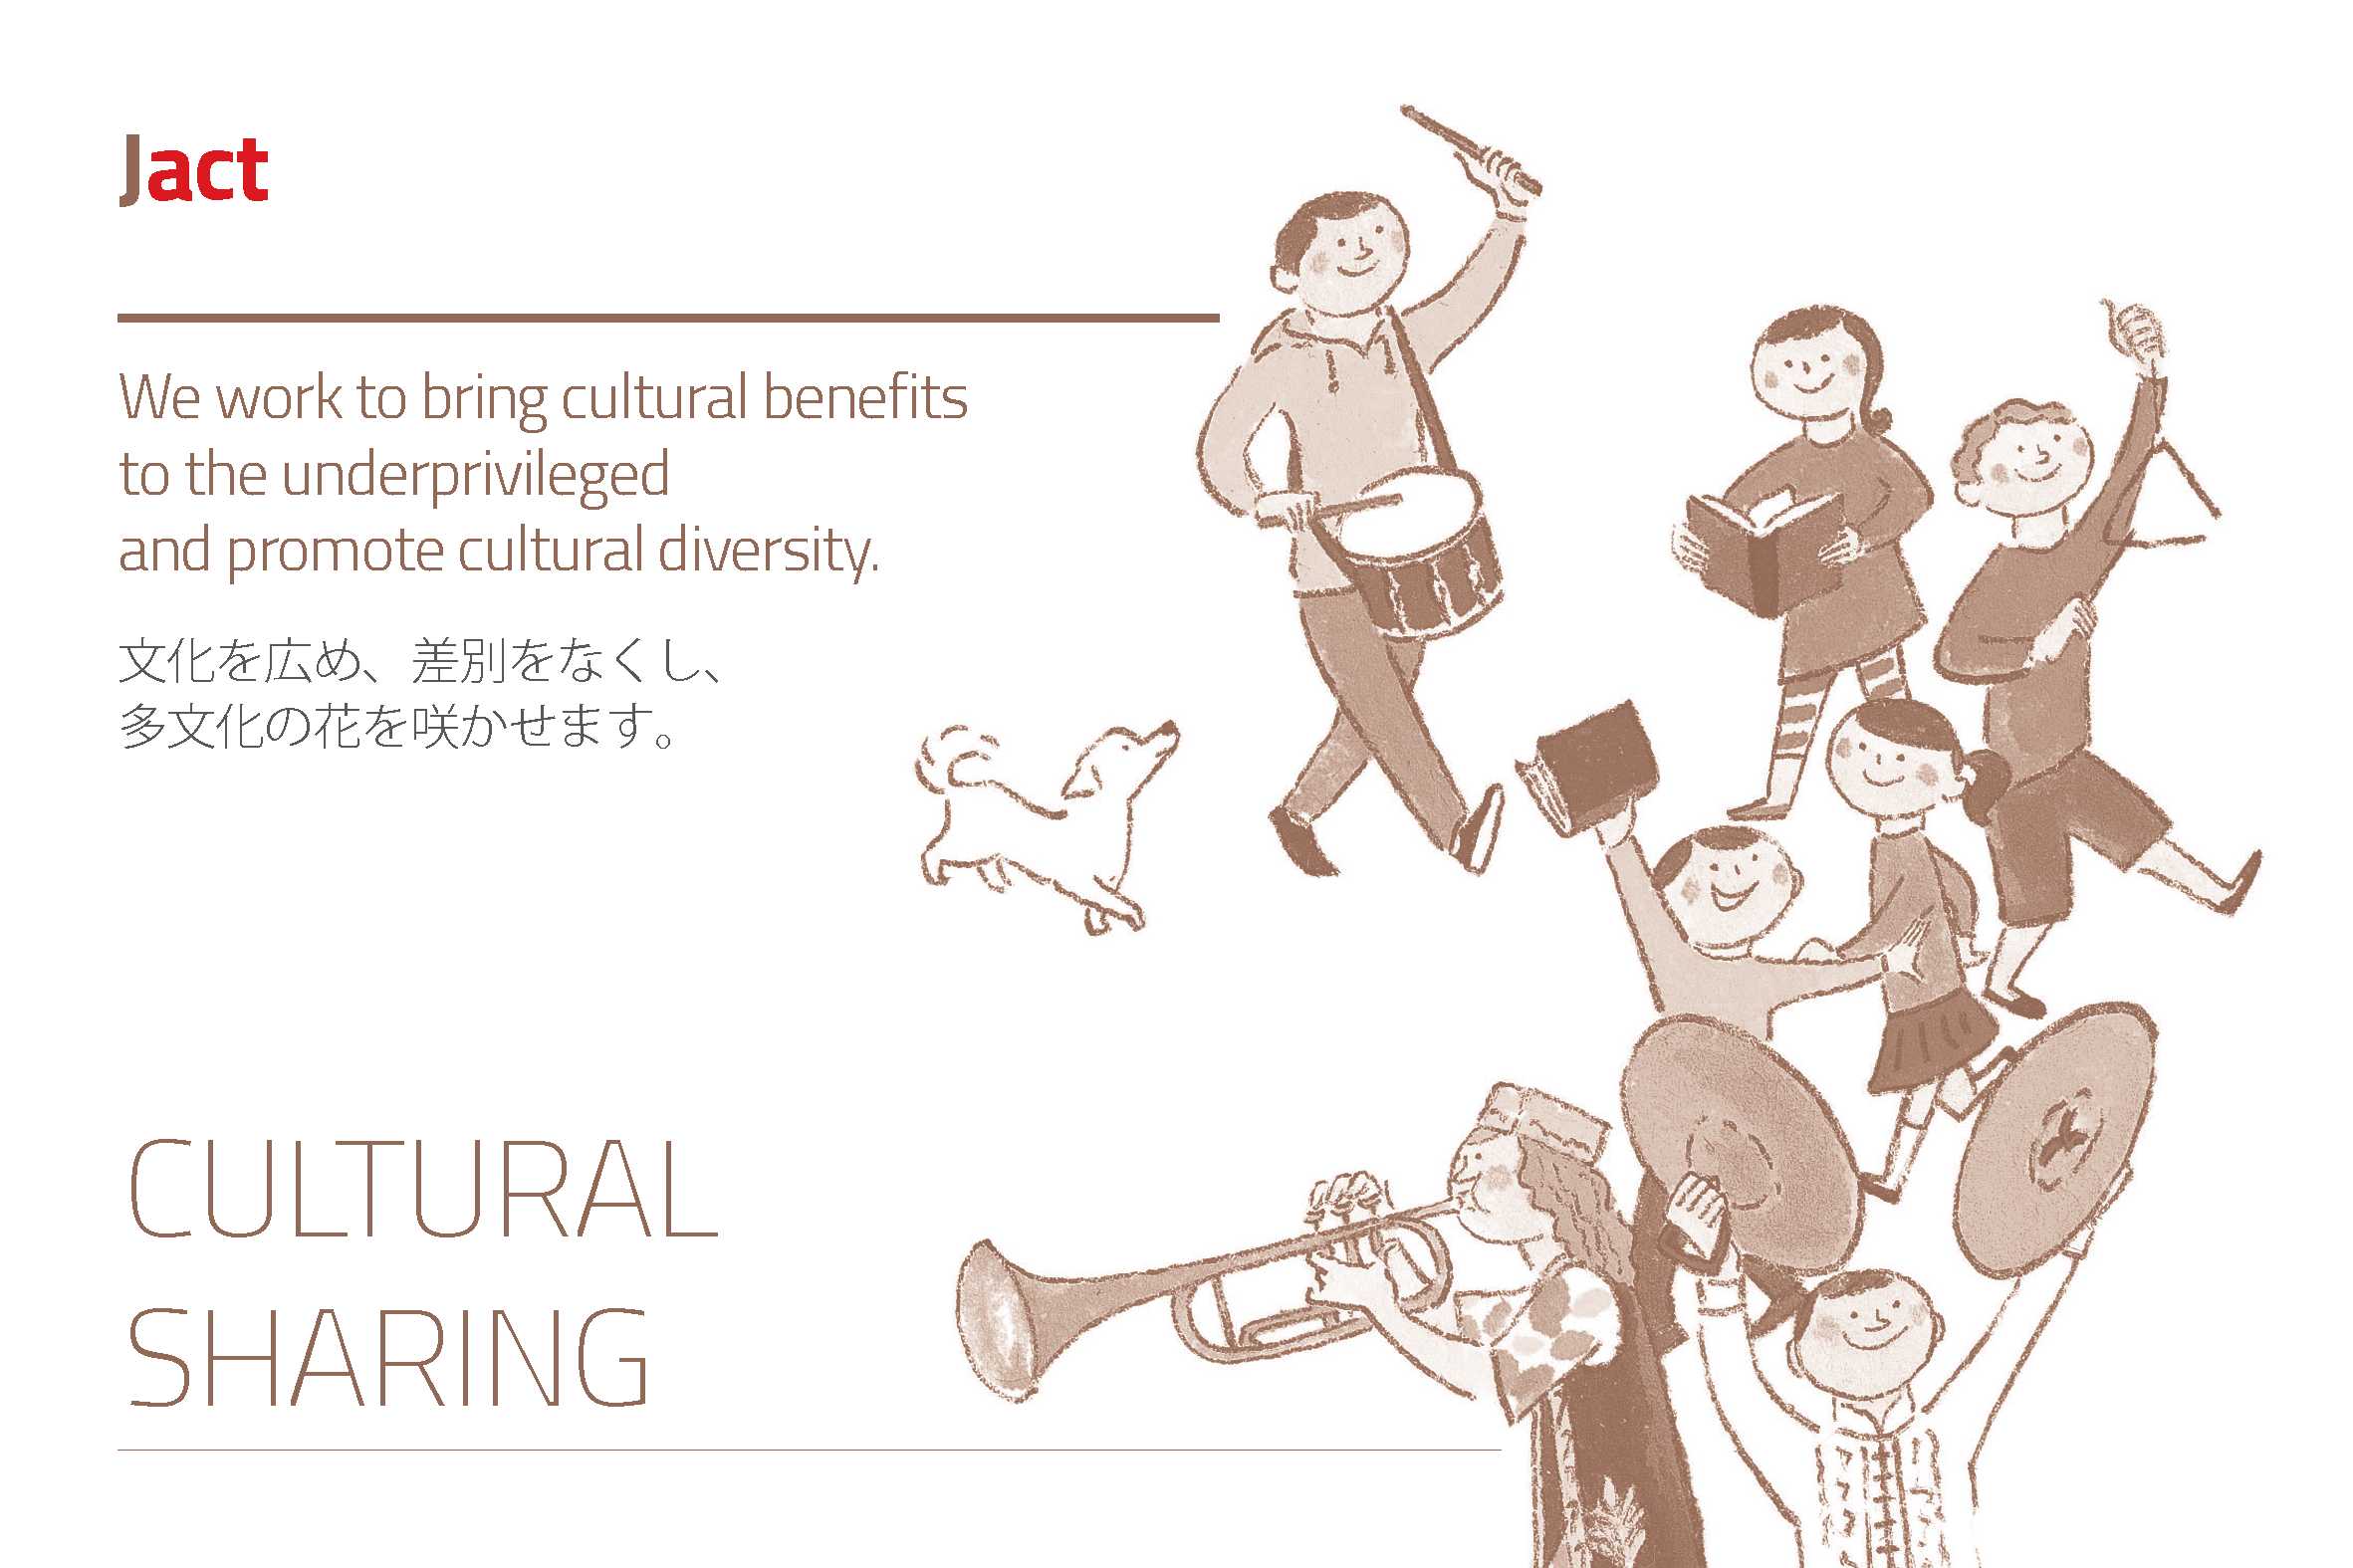 Jact
We work to bring cultural benefits
to the underprivileged
and promote cultural diversity.
文化を広め、差別をなくし、
多文化の花を咲かせます。
CULTURAL
SHARING